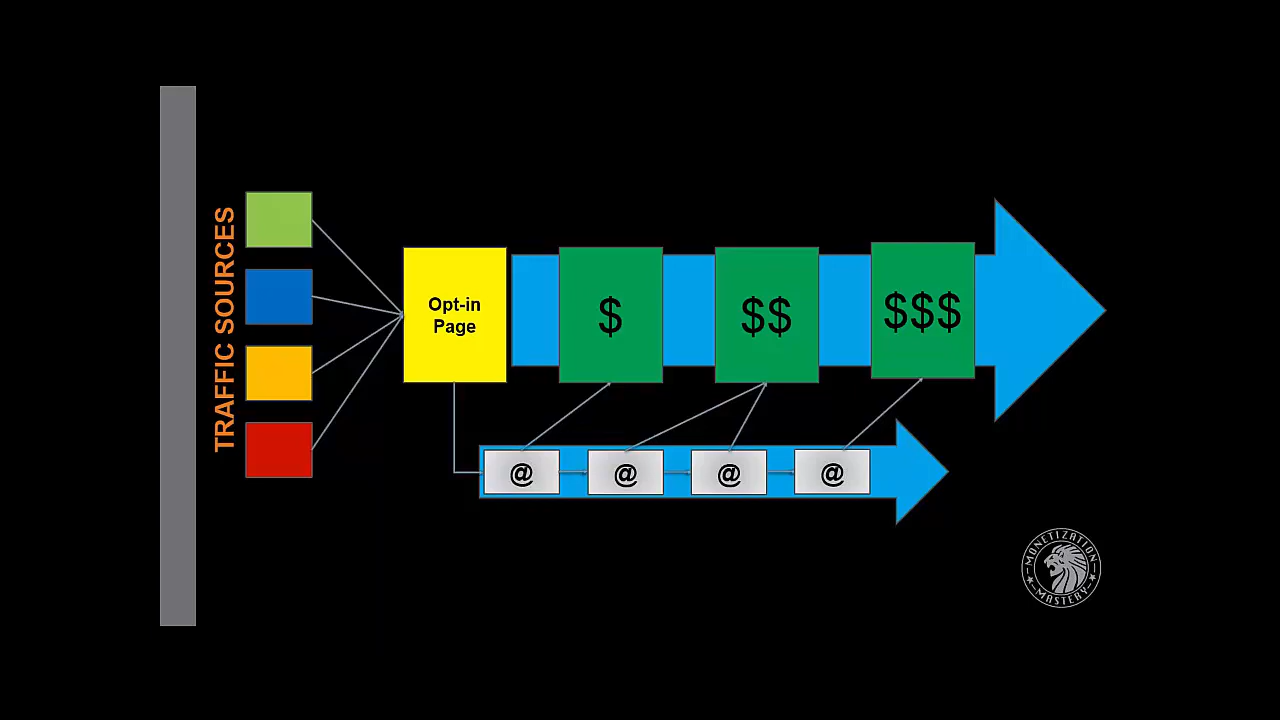 TRAFFIC SOURCES
Opt-in
Page
$
$$
$$$
@
@
@
@
MONETIZATION
MASTERY